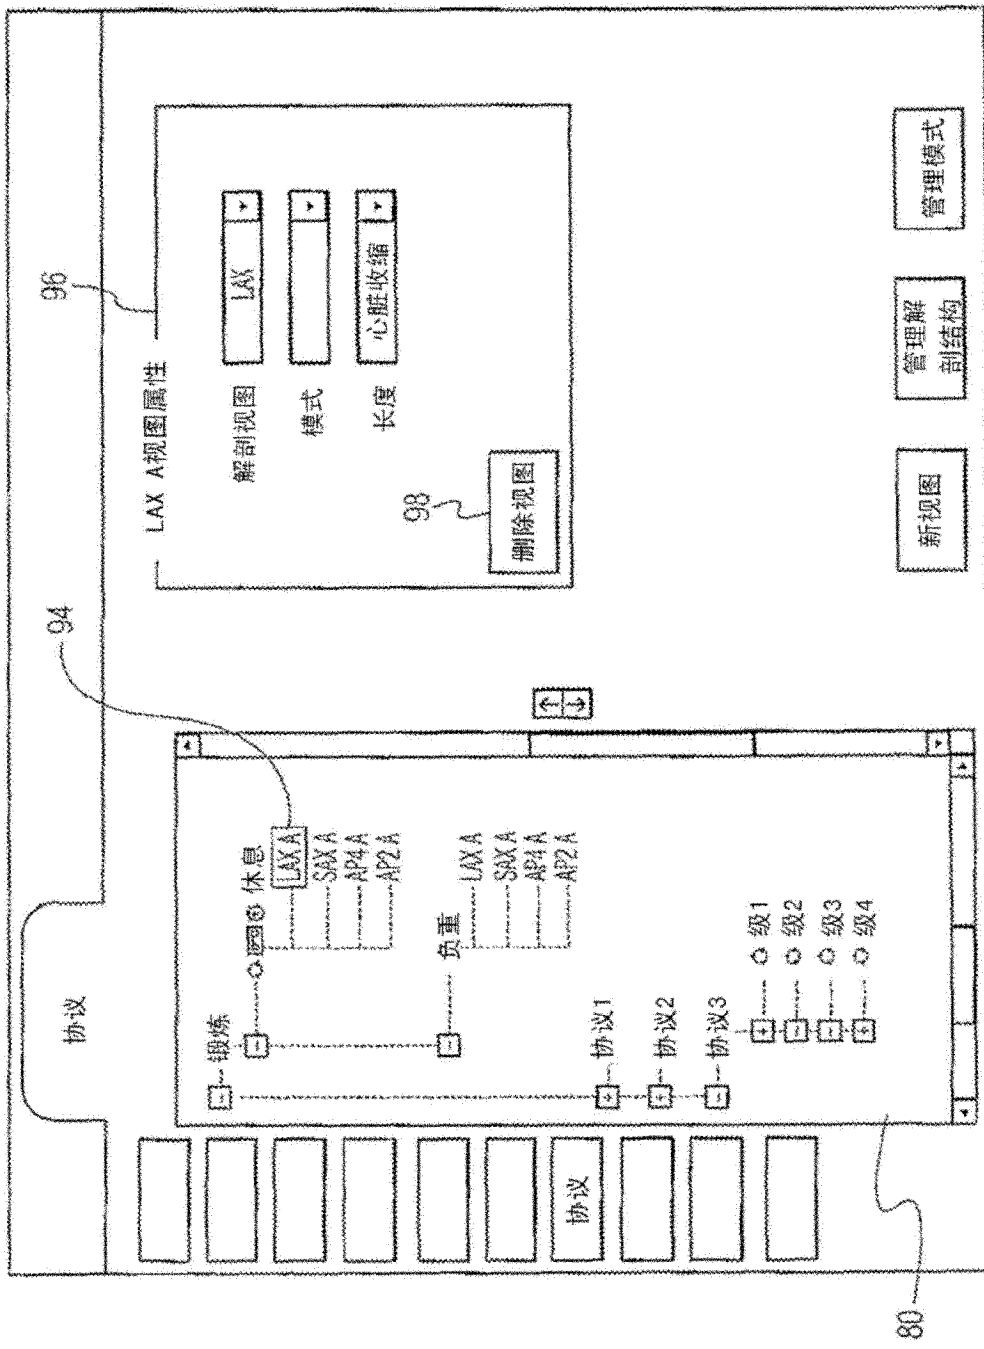 协议
协议
锻炼
休息
LAX A
SAX A
AP4 A
AP2 A
负重
LAX A
SAX A
AP4 A
AP2 A
协议1
协议2
协议3
级1
级2
级3
级4
80
94
96
LAX A视图属性
解剖视图
LAX
模式
长度
心脏收缩
删除视图
98
新视图
管理解
剖结构
管理模式